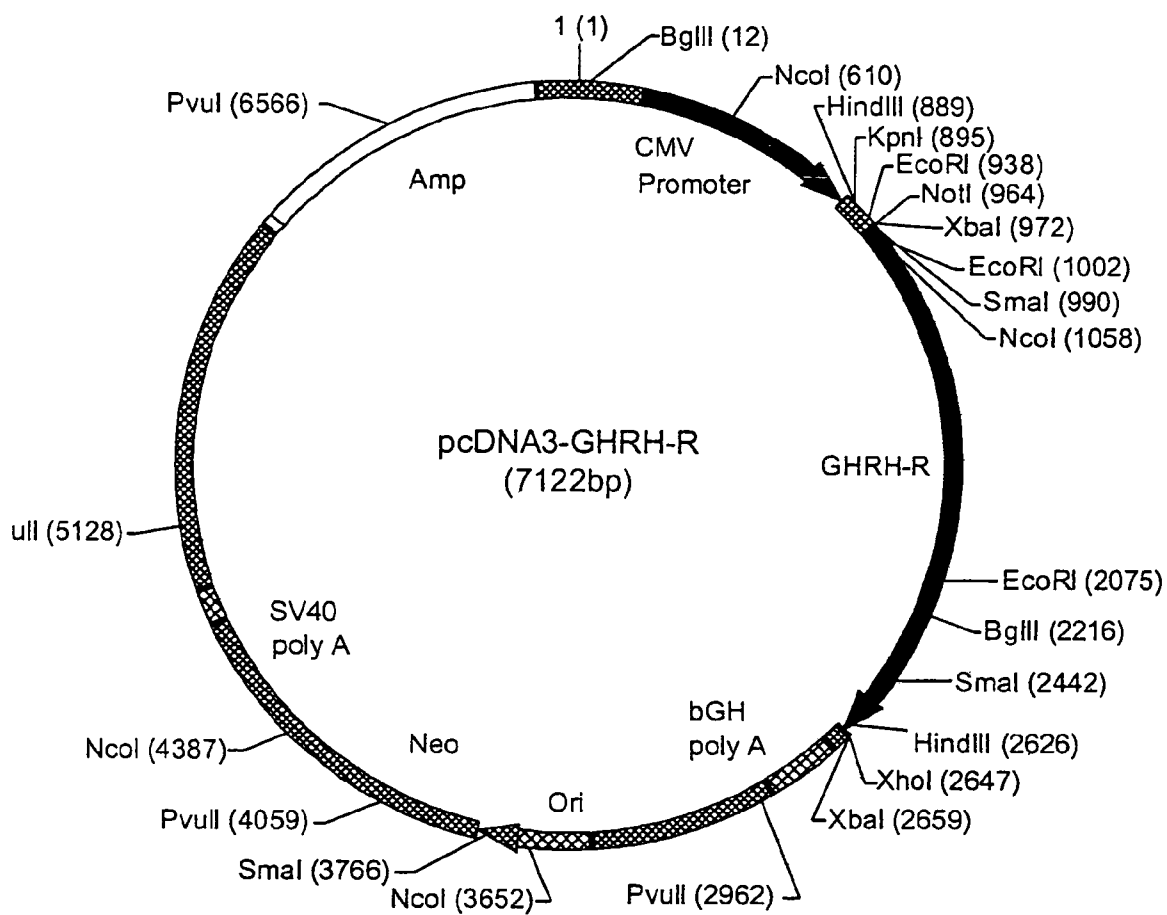 1 (1)
BglII (12)
NcoI (610)
HindIII (889)
KpnI (895)
EcoRI (938)
NotI (964)
XbaI (972)
EcoRI (1002)
SmaI (990)
NcoI (1058)
PvuI (6566)
CMV
Promoter
Amp
pcDNA3-GHRH-R
(7122bp)
GHRH-R
uII (5128)
EcoRI (2075)
BglII (2216)
SmaI (2442)
SV40
poly A
bGH
poly A
HindIII (2626)
XhoI (2647)
XbaI (2659)
NcoI (4387)
Neo
Ori
PvuII (4059)
SmaI (3766)
NcoI (3652)
PvuII (2962)